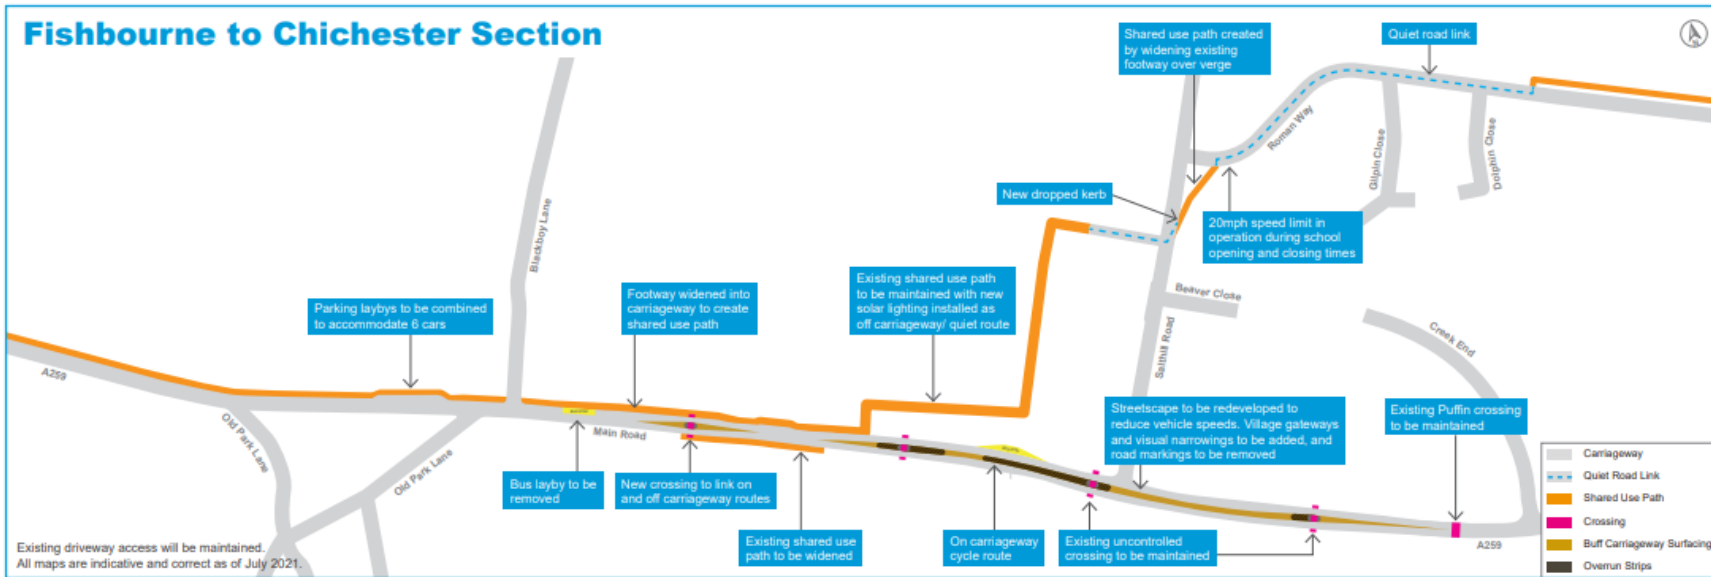 Fishbourne to Chichester Section
Shared use path created
by widening existing
footway over verge
Quiet road link
Roman Way
Gilpin Close
Dolphin Close
New dropped kerb
20mph speed limit in
operation during school
opening and closing times
Blackboy Lane
Parking laybys to be combined
to accommodate 6 cars
Footway widened into
carriageway to create
shared use path
Existing shared use path
to be maintained with new
solar lighting installed as
off carriageway/ quiet route
Beaver Close
Salthill Road
Creek End
A259
Old Park Lane
Old Park Lane
Main Road
Streetscape to be redeveloped to
reduce vehicle speeds. Village gateways
and visual narrowings to be added, and
road markings to be removed
Existing Puffin crossing
to be maintained
Bus layby to be
removed
New crossing to link on
and off carriageway routes
Existing shared use
path to be widened
On carriageway
cycle route
Existing uncontrolled
crossing to be maintained
A259
Carriageway
Quiet Road Link
Shared Use Path
Crossing
Buff Carriageway Surfacing
Overrun Strips
Existing driveway access will be maintained.
All maps are indicative and correct as of July 2021.